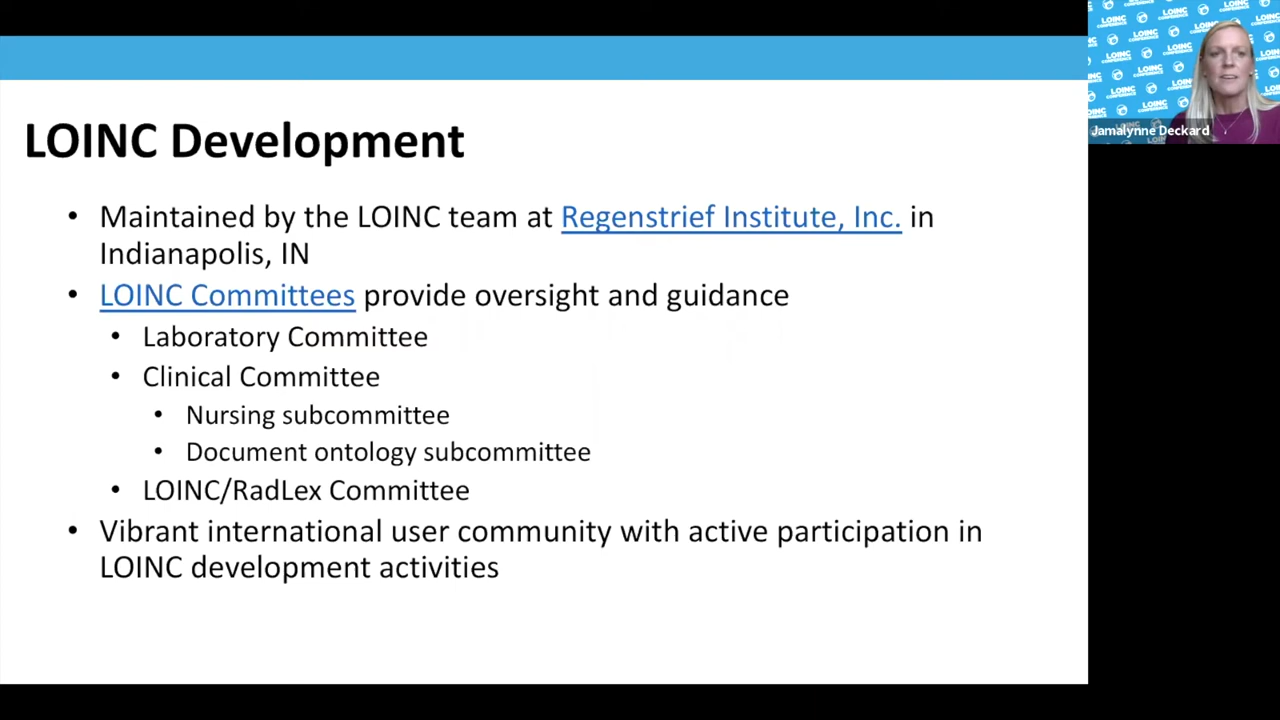 LOINC Development
• Maintained by the LOINC team at Regenstrief Institute, Inc. in
Indianapolis, IN
• LOINC Committees provide oversight and guidance
• Laboratory Committee
• Clinical Committee
• Nursing subcommittee
• Document ontology subcommittee
• LOINC/RadLex Committee
• Vibrant international user community with active participation in
LOINC development activities
LOINC CONFERENCE
Jamalynne Deckard